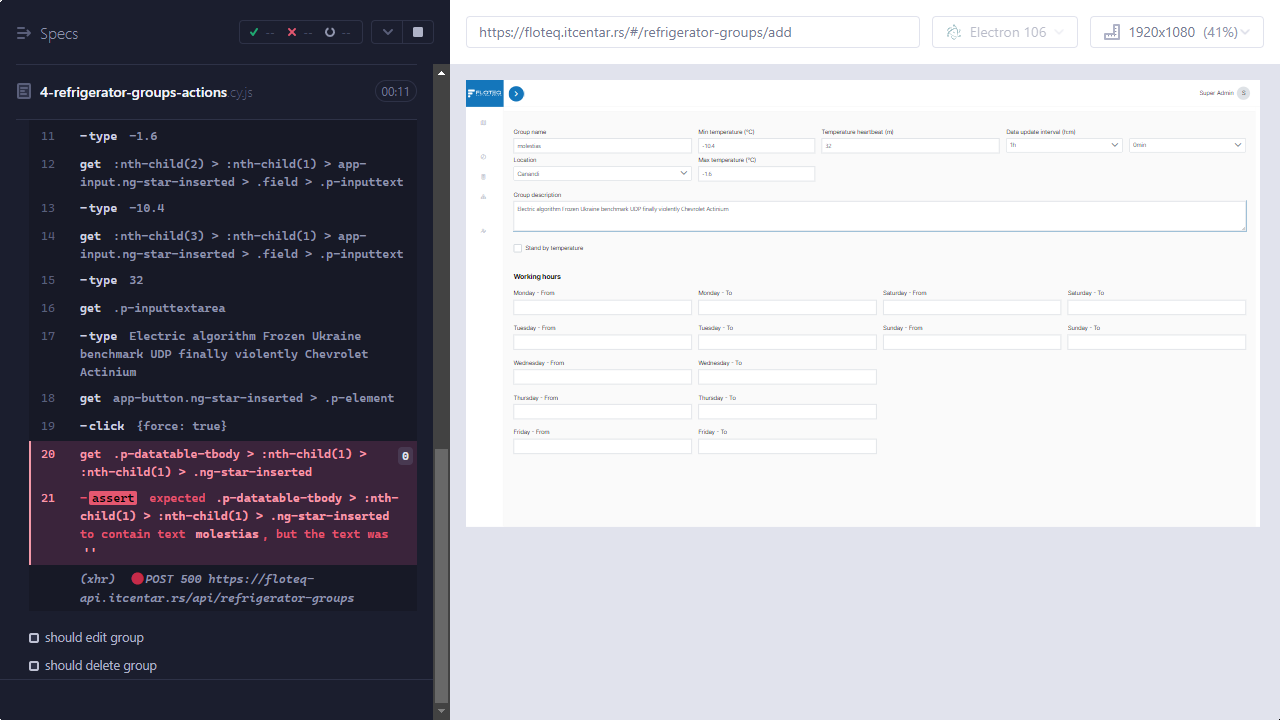 Specs
--
--
--
https://floteq.itcentar.rs/#/refrigerator-groups/add
Electron 106
1920x1080 (41%)
4-refrigerator-groups-actions.cy.js
00:11
11 -type -1.6
12 get :nth-child(2) > :nth-child(1) > app-
input.ng-star-inserted > .field > .p-inputtext
13 -type -10.4
14 get :nth-child(3) > :nth-child(1) > app-
input.ng-star-inserted > .field > .p-inputtext
15 -type 32
16 get .p-inputtextarea
17 -type Electric algorithm Frozen Ukraine
benchmark UDP finally violently Chevrolet
Actinium
18 get app-button.ng-star-inserted > .p-element
19 -click {force: true}
20 get .p-datatable-tbody > :nth-child(1) >
:nth-child(1) > .ng-star-inserted
0
21 -assert expected .p-datatable-tbody > :nth-
child(1) > :nth-child(1) > .ng-star-inserted
to contain text molestias, but the text was
''
(xhr) POST 500 https://floteq-
api.itcentar.rs/api/refrigerator-groups
should edit group
should delete group
FLOTEQ
Super Admin S
Group name Min temperature (°C) Temperature heartbeat (m) Data update interval (h:m)
molestias -10.4 32 1h 0min
Location Max temperature (°C)
Canandi -1.6
Group description
Electric algorithm Frozen Ukraine benchmark UDP finally violently Chevrolet Actinium
Stand by temperature
Working hours
Monday - From Monday - To Saturday - From Saturday - To
Tuesday - From Tuesday - To Sunday - From Sunday - To
Wednesday - From Wednesday - To
Thursday - From Thursday - To
Friday - From Friday - To